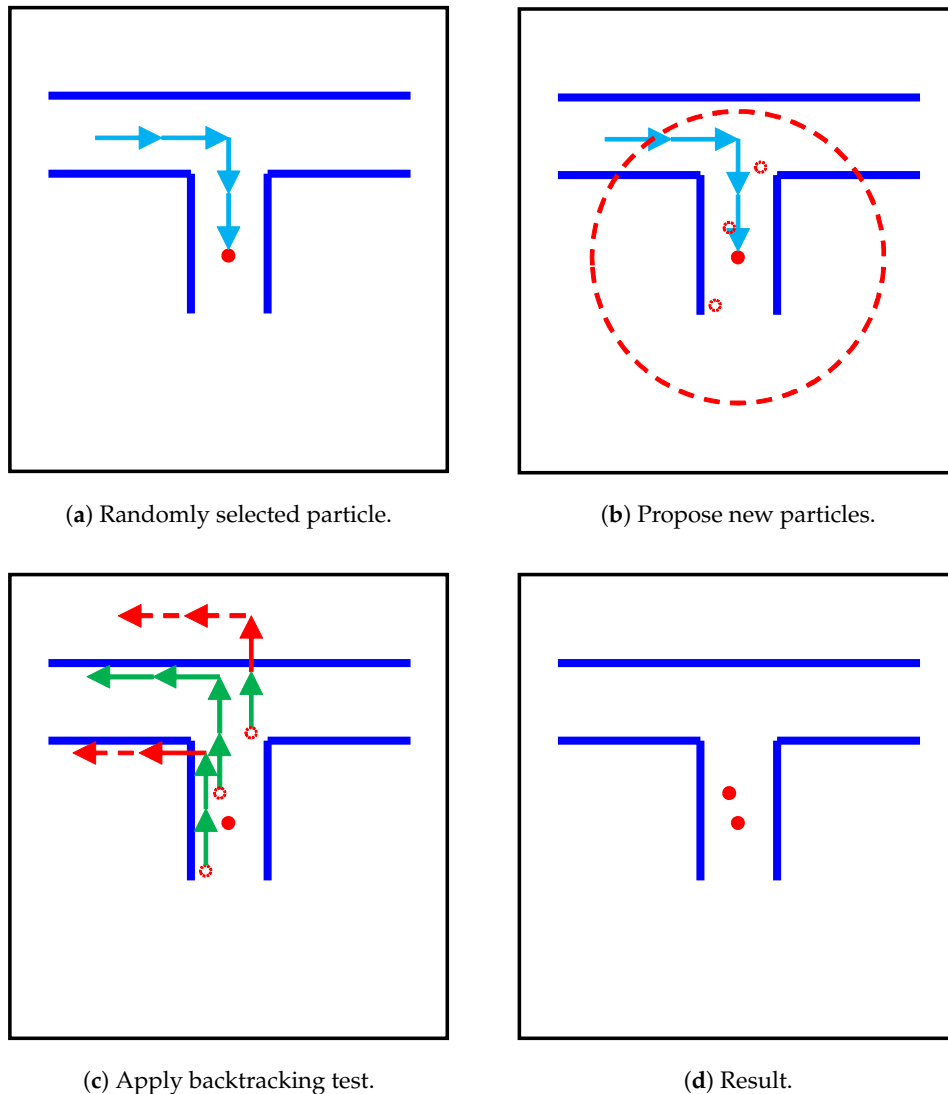 (a) Randomly selected particle.
(b) Propose new particles.
(c) Apply backtracking test.
(d) Result.